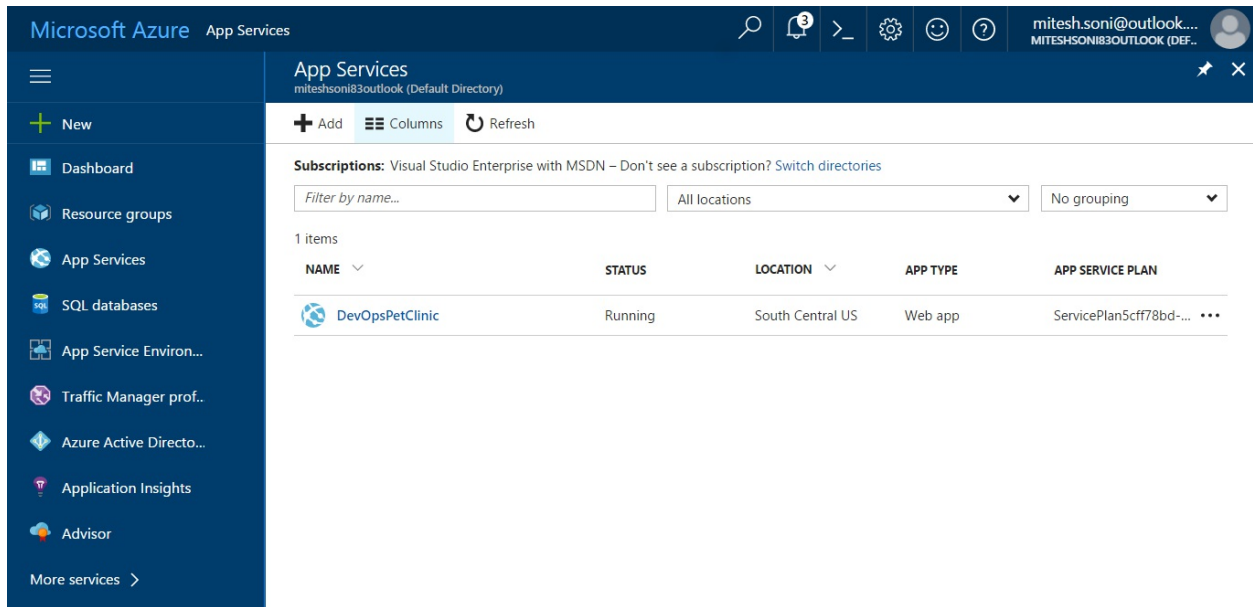 Microsoft Azure App Services
3
>_
?
mitesh.soni@outlook....
MITESHSONI83OUTLOOK (DEF..
New
Dashboard
Resource groups
App Services
SQL
SQL databases
App Service Environ...
Traffic Manager prof..
Azure Active Directo...
Application Insights
Advisor
More services >
App Services
miteshsoni83outlook (Default Directory)
Add Columns Refresh
Subscriptions: Visual Studio Enterprise with MSDN – Don't see a subscription? Switch directories
Filter by name... All locations No grouping
1 items
NAME STATUS LOCATION APP TYPE APP SERVICE PLAN
DevOpsPetClinic Running South Central US Web app ServicePlan5cff78bd-... •••